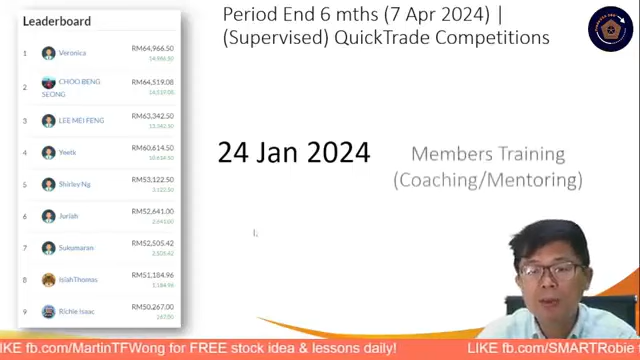 Leaderboard
1 Veronica RM64,966.50
14,966.50
2 CHOO BENG SEONG RM64,519.08
14,519.08
3 LEE MEI FENG RM63,342.50
13,342.50
4 Yeetk RM60,614.50
10,614.50
5 Shirley Ng RM53,122.50
3,122.50
6 Juriah RM52,641.00
2,641.00
7 Sukumaran RM52,505.42
2,505.42
8 IsiahThomas RM51,184.96
1,184.96
9 Richie Isaac RM50,267.00
267.00
Period End 6 mths (7 Apr 2024) |
(Supervised) QuickTrade Competitions
24 Jan 2024
Members Training
(Coaching/Mentoring)
I.
LIKE fb.com/MartinTFWong for FREE stock idea & lessons daily!
LIKE fb.com/SMARTRobie